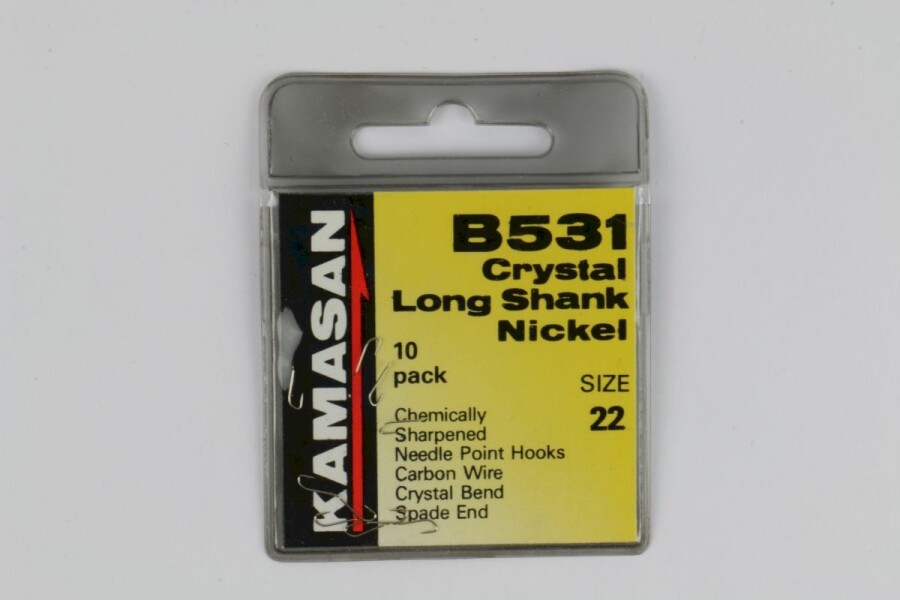 KAMASAN
B531
Crystal
Long Shank
Nickel
10
pack
SIZE
22
Chemically
Sharpened
Needle Point Hooks
Carbon Wire
Crystal Bend
Spade End